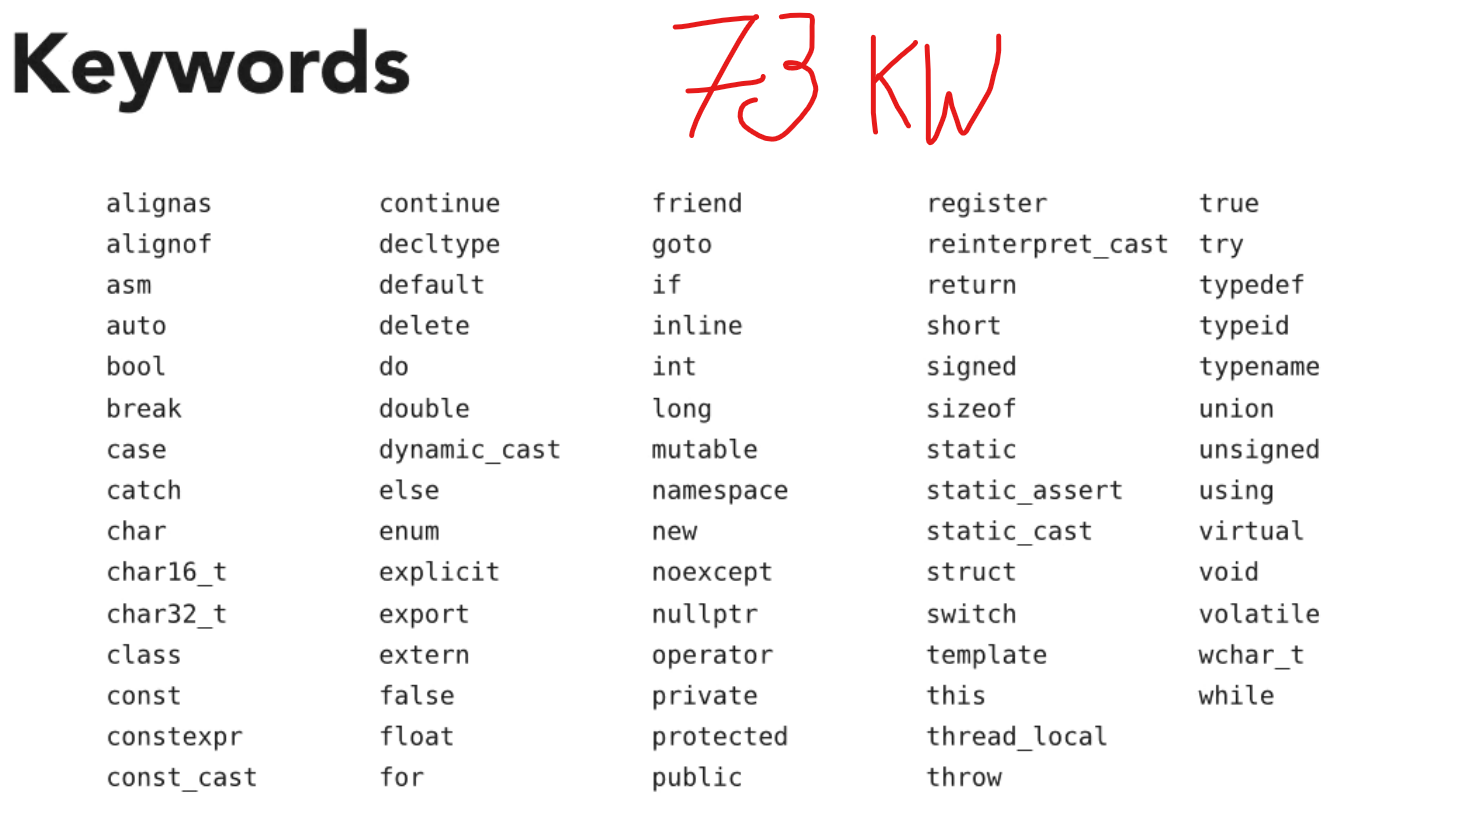 Keywords 73 KW
alignas continue friend register true
alignof decltype goto reinterpret_cast try
asm default if return typedef
auto delete inline short typeid
bool do int signed typename
break double long sizeof union
case dynamic_cast mutable static unsigned
catch else namespace static_assert using
char enum new static_cast virtual
char16_t explicit noexcept struct void
char32_t export nullptr switch volatile
class extern operator template wchar_t
const false private this while
constexpr float protected thread_local
const_cast for public throw